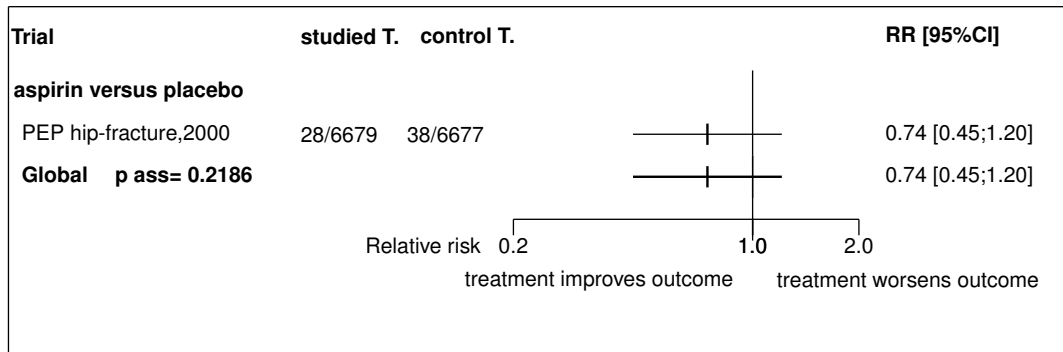 Trial studied T. control T. RR [95%CI]
aspirin versus placebo
PEP hip-fracture,2000 28/6679 38/6677 0.74 [0.45;1.20]
Global p ass= 0.2186 0.74 [0.45;1.20]
Relative risk 0.2 1.0 2.0
treatment improves outcome treatment worsens outcome